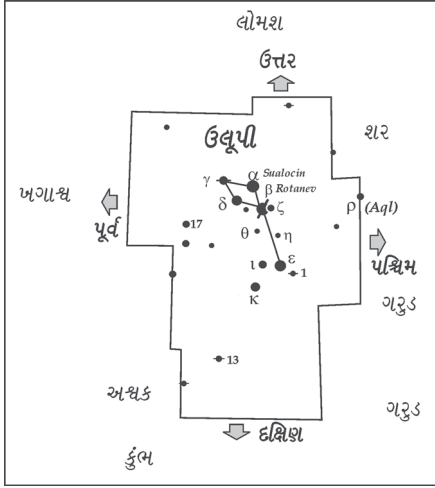 લોમશ
ઉત્તર
ઉલૂપી
શર
α Sualocin
γ
β Rotanev
ખગાશ્વ
δ
ζ
ρ (Aql)
પૂર્વ
17
θ
η
પશ્ચિમ
ι
ε
1
κ
ગરુડ
13
અશ્વક
ગરુડ
દક્ષિણ
કુંભ